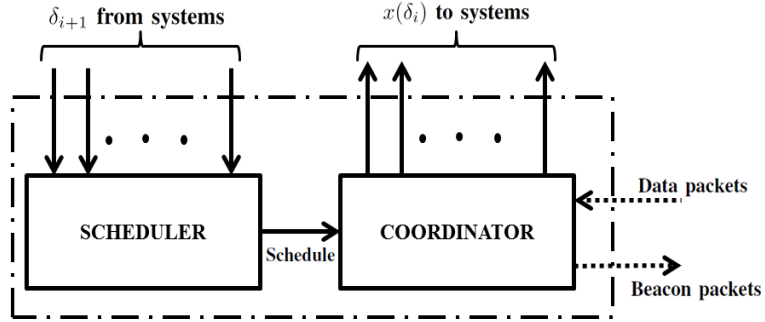 δ_{i+1} from systems
x(δ_i) to systems
SCHEDULER
Schedule
COORDINATOR
Data packets
Beacon packets